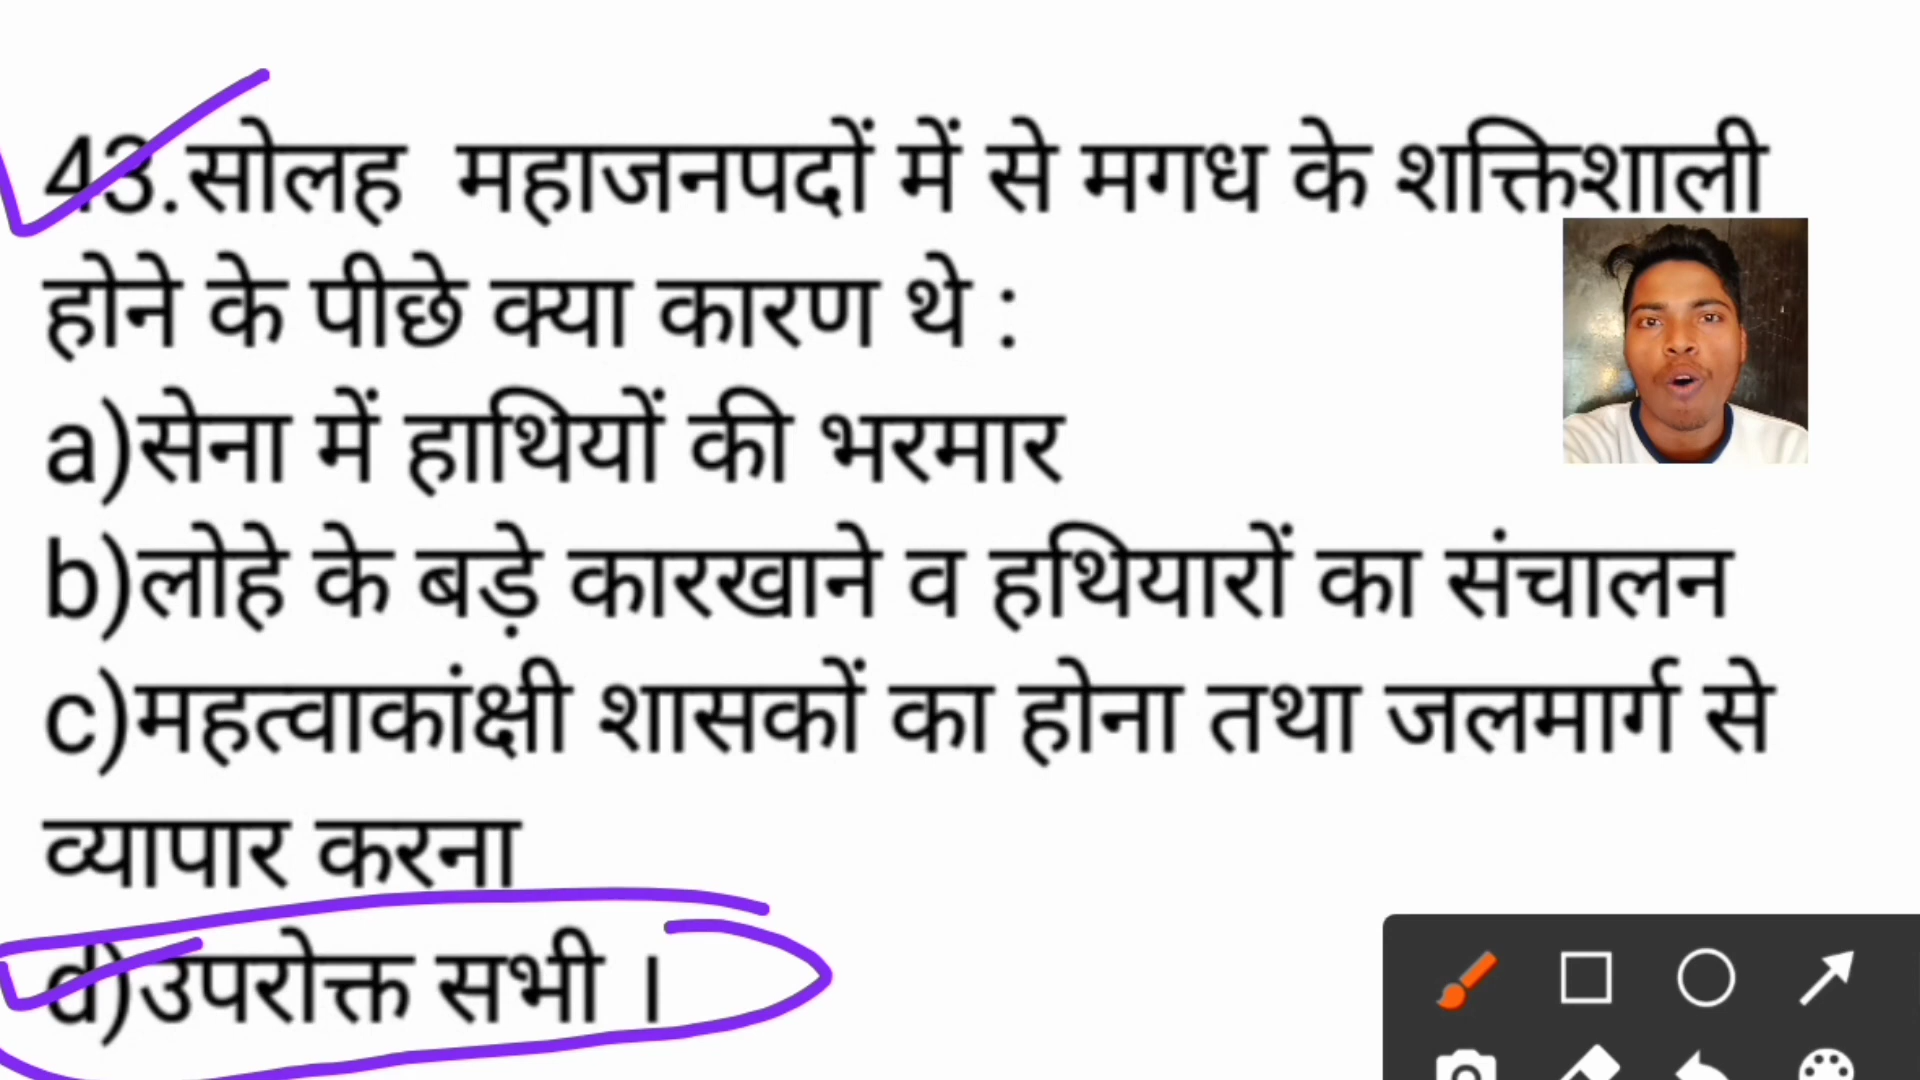 43.सोलह महाजनपदों में से मगध के शक्तिशाली
होने के पीछे क्या कारण थे :
a)सेना में हाथियों की भरमार
b)लोहे के बड़े कारखाने व हथियारों का संचालन
c)महत्वाकांक्षी शासकों का होना तथा जलमार्ग से
व्यापार करना
d)उपरोक्त सभी ।